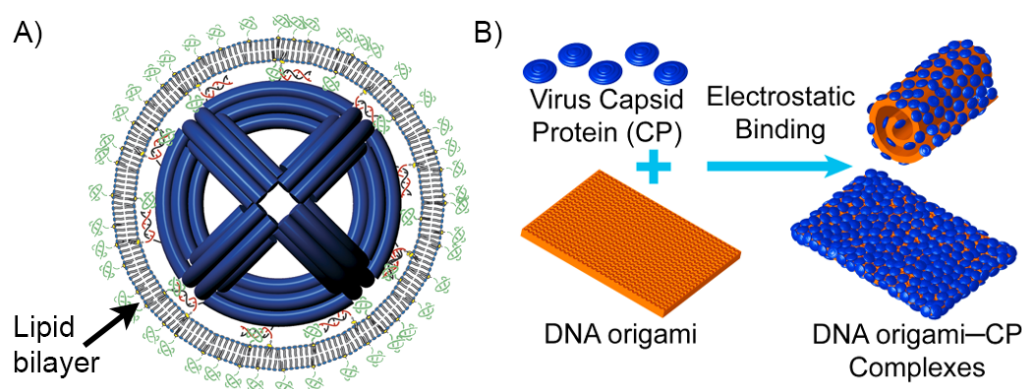 A)
Lipid
bilayer
B)
Virus Capsid
Protein (CP)
Electrostatic
Binding
DNA origami
DNA origami–CP
Complexes